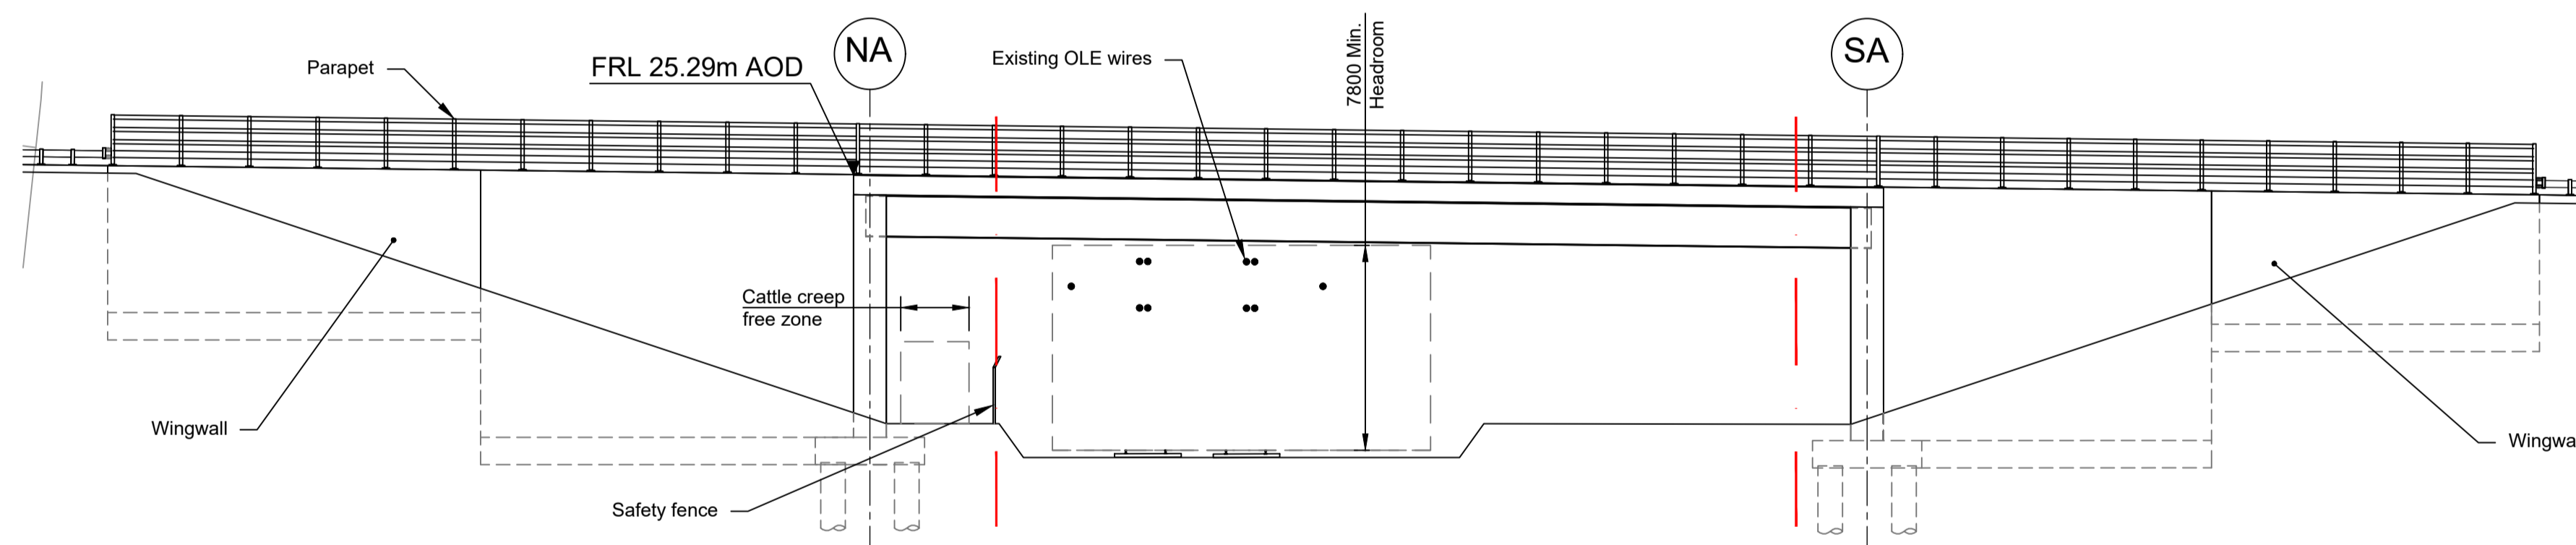 NA
SA
Parapet
FRL 25.29m AOD
Existing OLE wires
7800 Min.
Headroom
Cattle creep
free zone
Wingwall
Safety fence
Wingwa